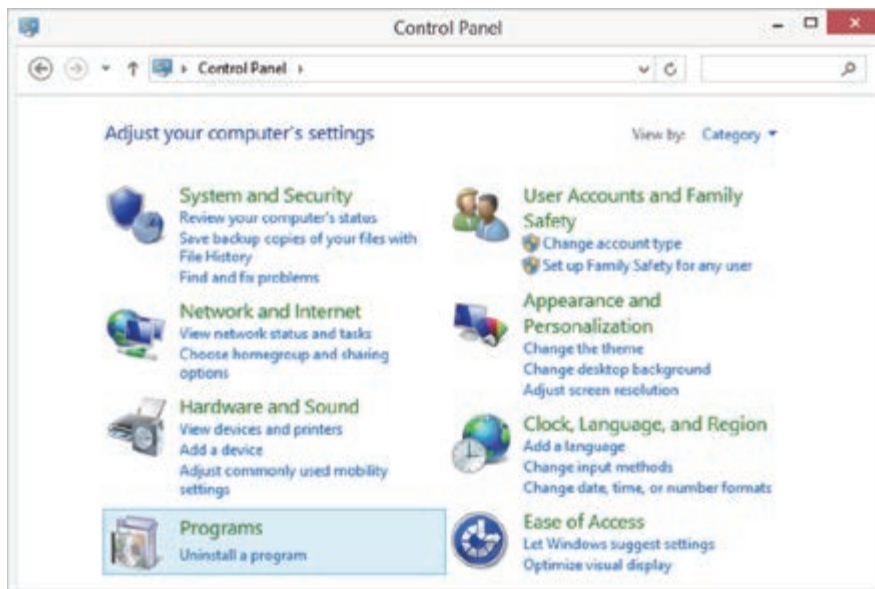 Control Panel
Control Panel
Adjust your computer's settings
View by: Category
System and Security
Review your computer's status
Save backup copies of your files with
File History
Find and fix problems
Network and Internet
View network status and tasks
Choose homegroup and sharing
options
Hardware and Sound
View devices and printers
Add a device
Adjust commonly used mobility
settings
Programs
Uninstall a program
User Accounts and Family
Safety
Change account type
Set up Family Safety for any user
Appearance and
Personalization
Change the theme
Change desktop background
Adjust screen resolution
Clock, Language, and Region
Add a language
Change input methods
Change date, time, or number formats
Ease of Access
Let Windows suggest settings
Optimize visual display